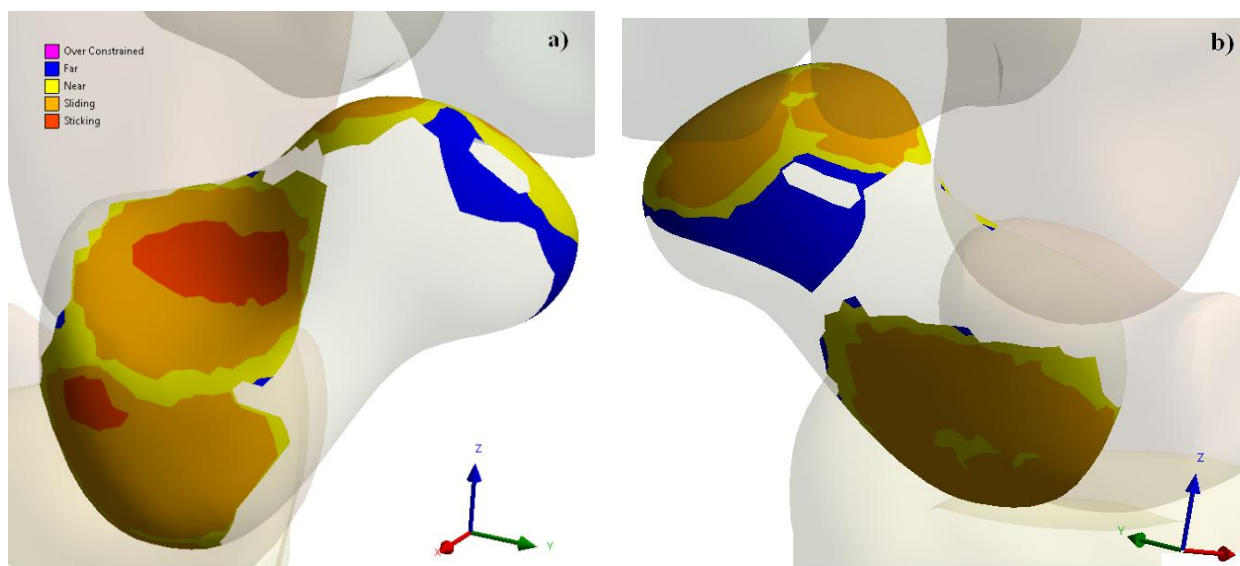 a)
Over Constrained
Far
Near
Sliding
Sticking
Z
X
Y
b)
Z
Y